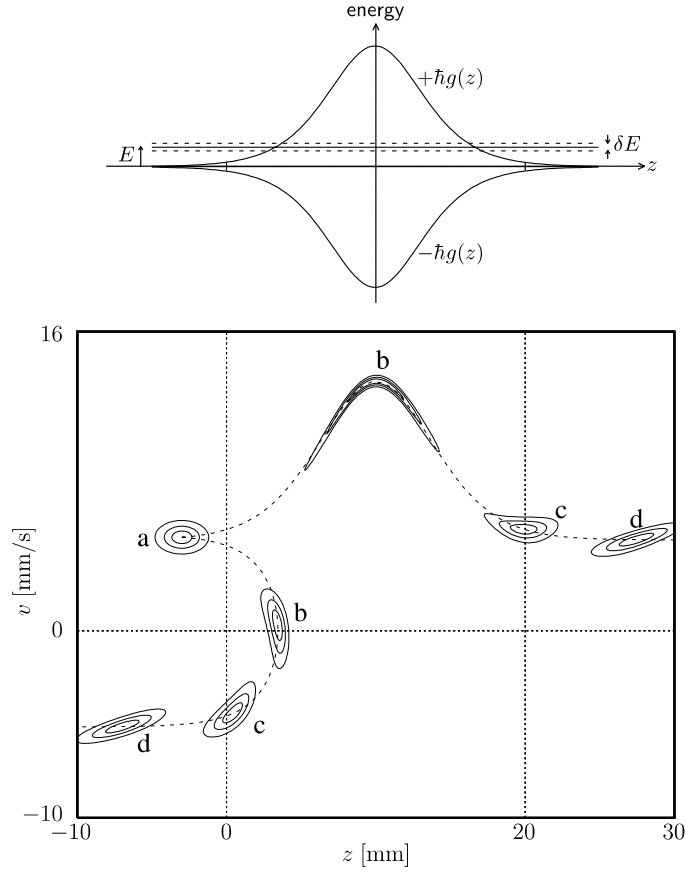 energy
+ħg(z)
E
δE
z
−ħg(z)
16
b
a
c
d
v [mm/s]
b
0
c
d
−10
−10
0
20
30
z [mm]